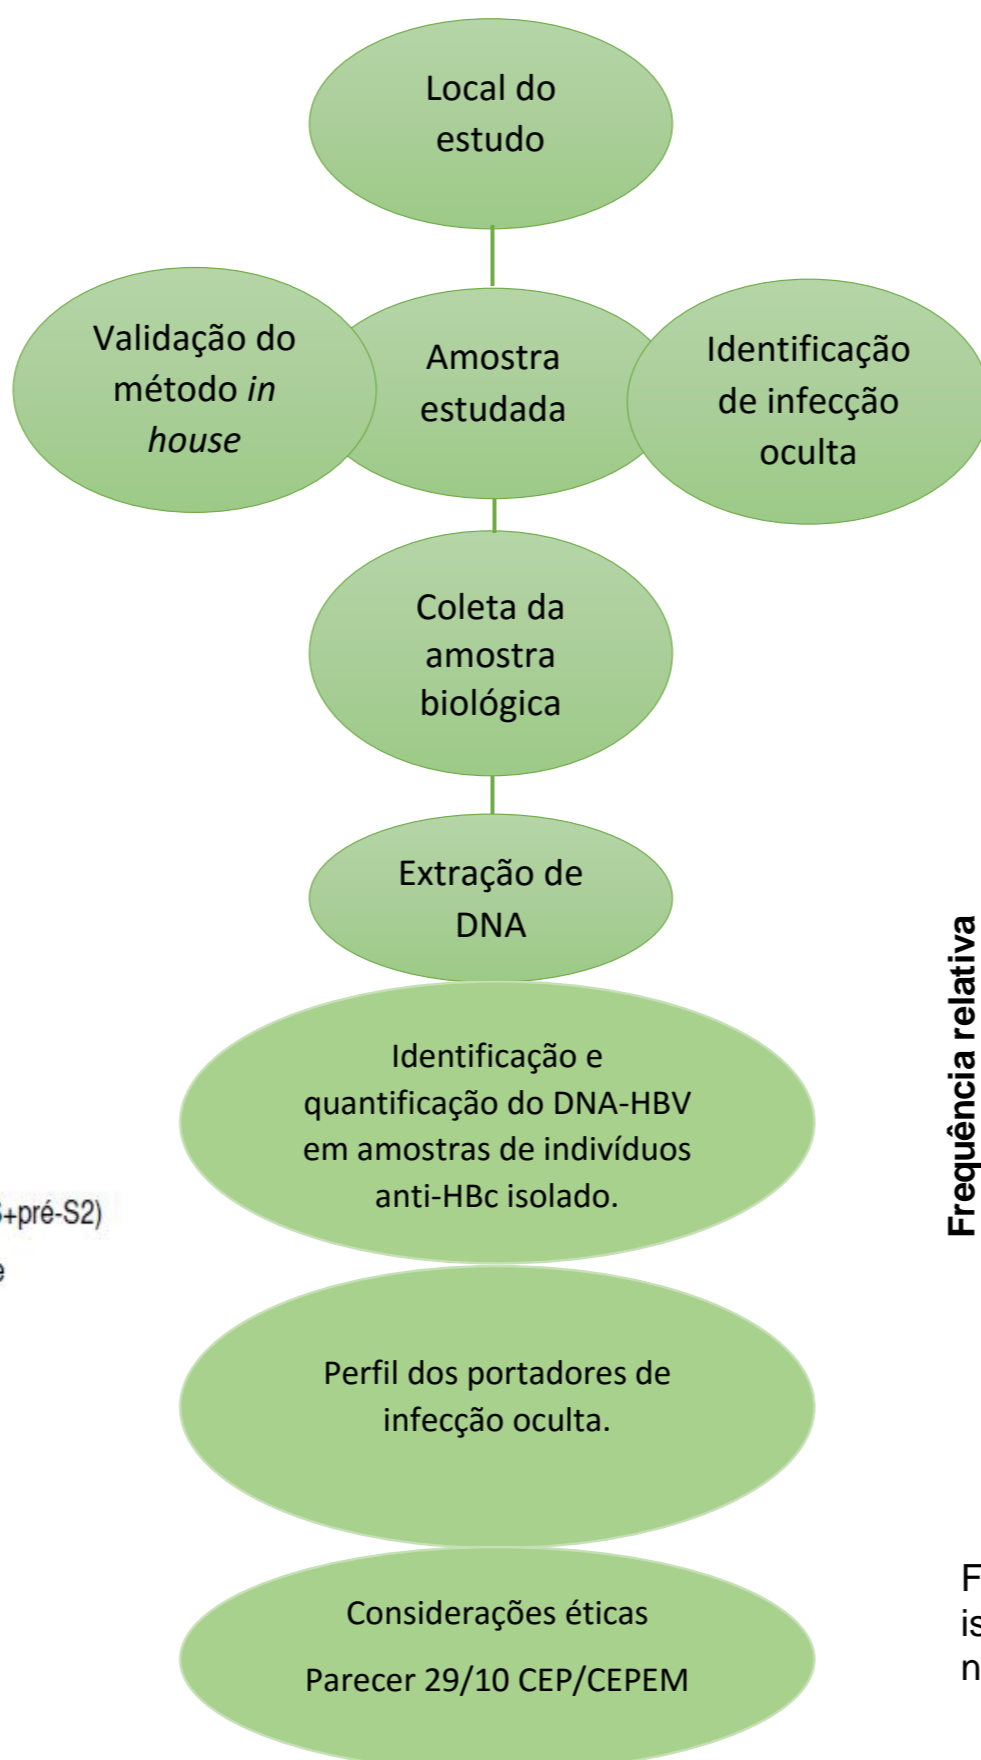 Local do
estudo
Validação do
método in
house
Amostra
estudada
Identificação
de infecção
oculta
Coleta da
amostra
biológica
Extração de
DNA
Identificação e
quantificação do DNA-HBV
em amostras de indivíduos
anti-HBc isolado.
+pré-S2)
e
Frequência relativa
Perfil dos portadores de
infecção oculta.
Considerações éticas
Parecer 29/10 CEP/CEPEM
F
is
n